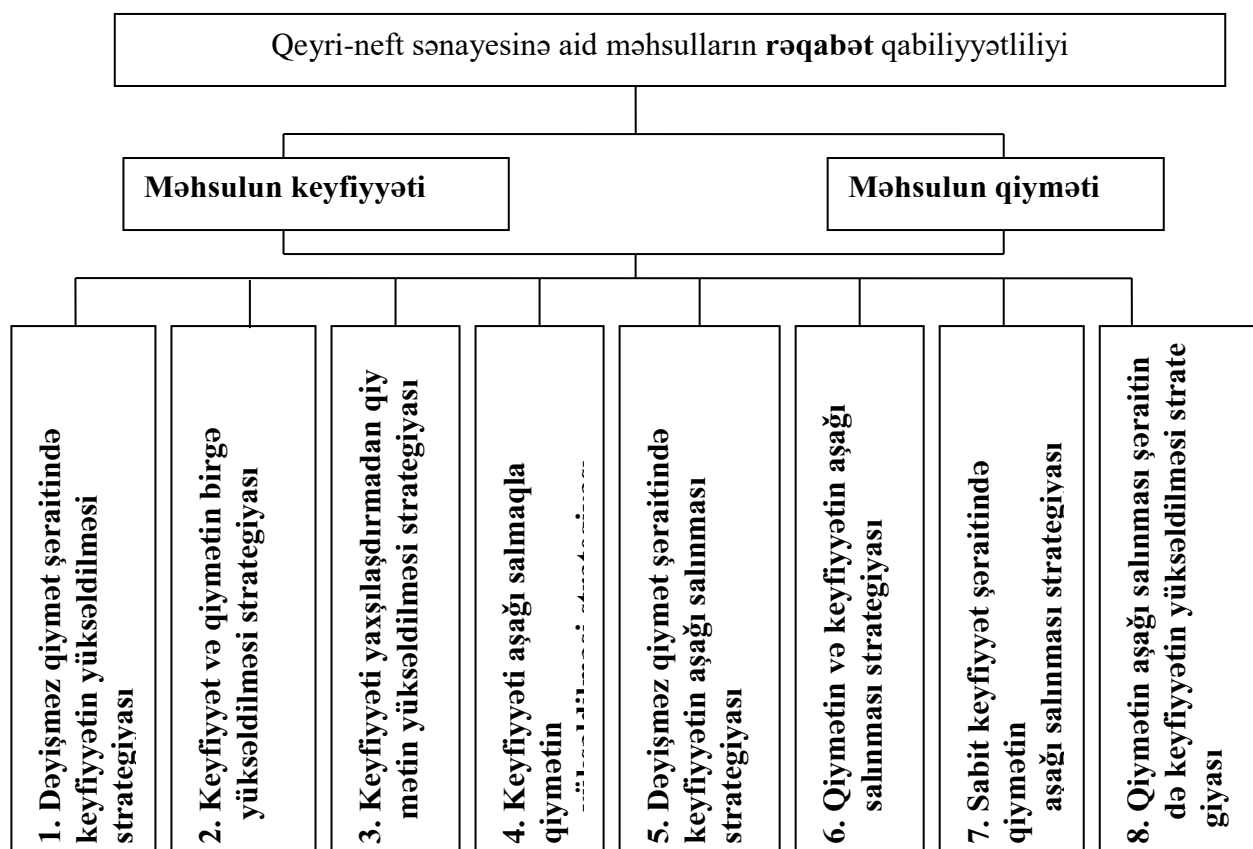 Qeyri-neft sənayesinə aid məhsulların rəqabət qabiliyyətliliyi
Məhsulun keyfiyyəti
Məhsulun qiyməti
1. Dəyişməz qiymət şəraitində
keyfiyyətin yüksəldilməsi
strategiyası
2. Keyfiyyət və qiymətin birgə
yüksəldilməsi strategiyası
3. Keyfiyyəti yaxşılaşdırmadan qiy
mətin yüksəldilməsi strategiyası
4. Keyfiyyəti aşağı salmaqla
qiymətin
5. Dəyişməz qiymət şəraitində
keyfiyyətin aşağı salınması
strategiyası
6. Qiymətin və keyfiyyətin aşağı
salınması strategiyası
7. Sabit keyfiyyət şəraitində
qiymətin
aşağı salınması strategiyası
8. Qiymətin aşağı salınması şəraitin
də keyfiyyətin yüksəldilməsi strate
giyası